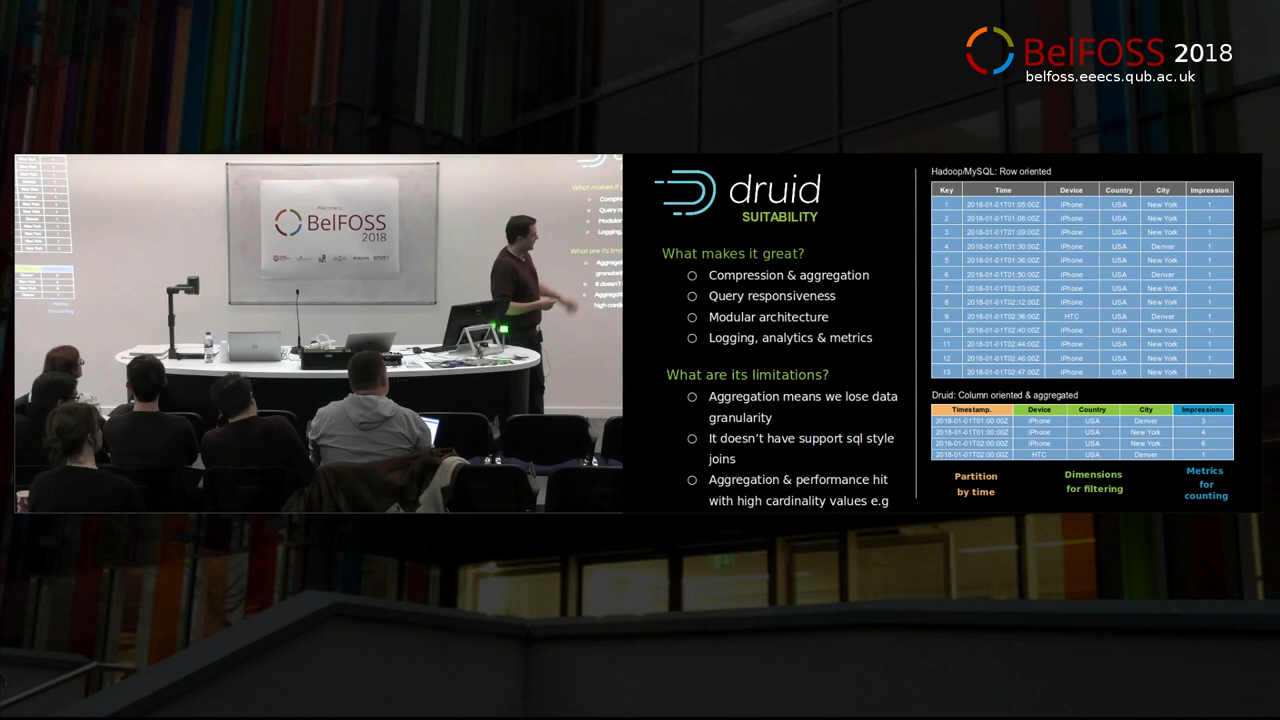 BelFOSS 2018
belfoss.eeecs.qub.ac.uk
Welcome to
BelFOSS
2018
druid
SUITABILITY
What makes it great?
Compression & aggregation
Query responsiveness
Modular architecture
Logging, analytics & metrics
What are its limitations?
Aggregation means we lose data
granularity
It doesn't have support sql style
joins
Aggregation & performance hit
with high cardinality values e.g
Hadoop/MySQL: Row oriented
Key Time Device Country City Impression
1 2018-01-01T01:05:00Z iPhone USA New York 1
2 2018-01-01T01:08:00Z iPhone USA New York 1
3 2018-01-01T01:09:00Z iPhone USA New York 1
4 2018-01-01T01:30:00Z iPhone USA Denver 1
5 2018-01-01T01:36:00Z iPhone USA New York 1
6 2018-01-01T01:50:00Z iPhone USA Denver 1
7 2018-01-01T02:03:00Z iPhone USA New York 1
8 2018-01-01T02:12:00Z iPhone USA New York 1
9 2018-01-01T02:36:00Z HTC USA Denver 1
10 2018-01-01T02:40:00Z iPhone USA New York 1
11 2018-01-01T02:44:00Z iPhone USA New York 1
12 2018-01-01T02:46:00Z iPhone USA New York 1
13 2018-01-01T02:47:00Z iPhone USA New York 1
Druid: Column oriented & aggregated
Timestamp. Device Country City Impressions
2018-01-01T01:00:00Z iPhone USA Denver 3
2018-01-01T01:00:00Z iPhone USA New York 4
2018-01-01T02:00:00Z iPhone USA New York 6
2018-01-01T02:00:00Z HTC USA Denver 1
Partition
by time
Dimensions
for filtering
Metrics
for
counting